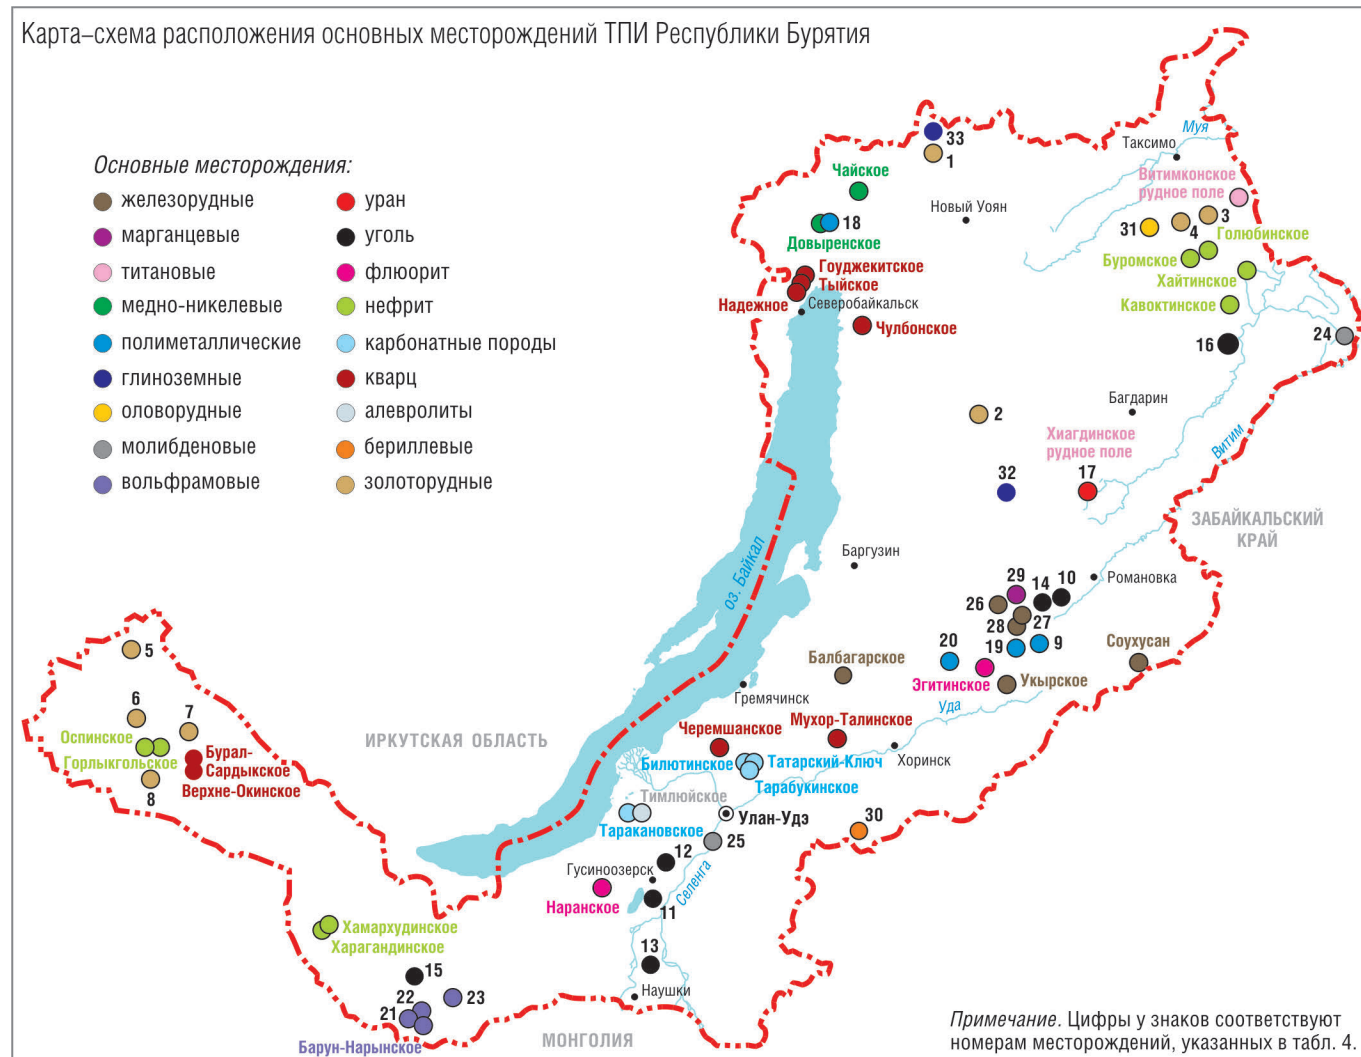 Карта–схема расположения основных месторождений ТПИ Республики Бурятия
Основные месторождения:
железорудные
марганцевые
титановые
медно-никелевые
полиметаллические
глиноземные
оловорудные
молибденовые
вольфрамовые
уран
уголь
флюорит
нефрит
карбонатные породы
кварц
алевролиты
бериллевые
золоторудные
33
1
Муя
Таксимо
Чайское
Витимконское
рудное поле
Новый Уоян
18
Довыренское
31
4
3
Голюбинское
Буромское
Хайтинское
Кавоктинское
Гоуджекитское
Тыйское
Надежное
Северобайкальск
Чулбонское
16
24
2
Багдарин
Хиагдинское
рудное поле
Витим
32
17
ЗАБАЙКАЛЬСКИЙ
КРАЙ
оз. Байкал
Баргузин
29
14
10
Романовка
26
28
27
20
19
9
Соухусан
Балбагарское
Эгитинское
Укырское
5
Гремячинск
Уда
6
7
Оспинское
Горлыкгольское
Бурал-
Сардыкское
Верхне-Окинское
8
ИРКУТСКАЯ ОБЛАСТЬ
Черемшанское
Мухор-Талинское
Хоринск
Билютинское
Татарский-Ключ
Тарабукинское
Тимлюйское
Таракановское
Улан-Удэ
30
25
12
Гусиноозерск
Селенга
Наранское
11
Хамархудинское
Харагандинское
13
15
Наушки
22
23
21
Барун-Нарынское
МОНГОЛИЯ
Примечание. Цифры у знаков соответствуют
номерам месторождений, указанных в табл. 4.